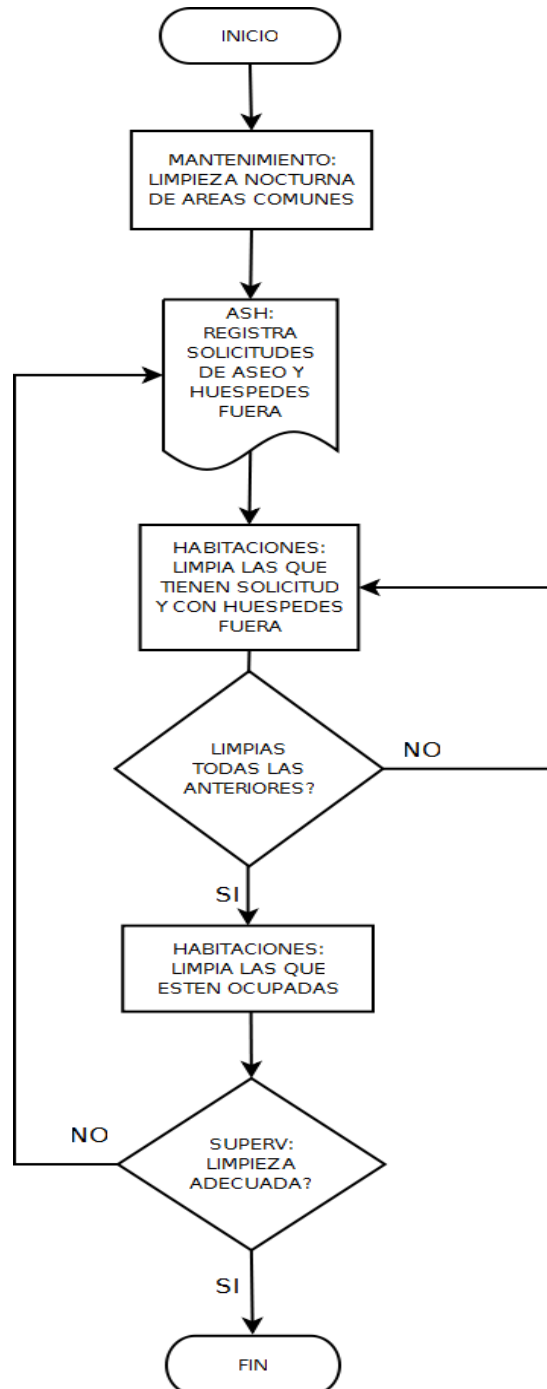 INICIO
MANTENIMIENTO:
LIMPIEZA NOCTURNA
DE AREAS COMUNES
ASH:
REGISTRA
SOLICITUDES
DE ASEO Y
HUESPEDES
FUERA
HABITACIONES:
LIMPIA LAS QUE
TIENEN SOLICITUD
Y CON HUESPEDES
FUERA
LIMPIAS
TODAS LAS
ANTERIORES?
NO
SI
HABITACIONES:
LIMPIA LAS QUE
ESTEN OCUPADAS
NO
SUPERV:
LIMPIEZA
ADECUADA?
SI
FIN